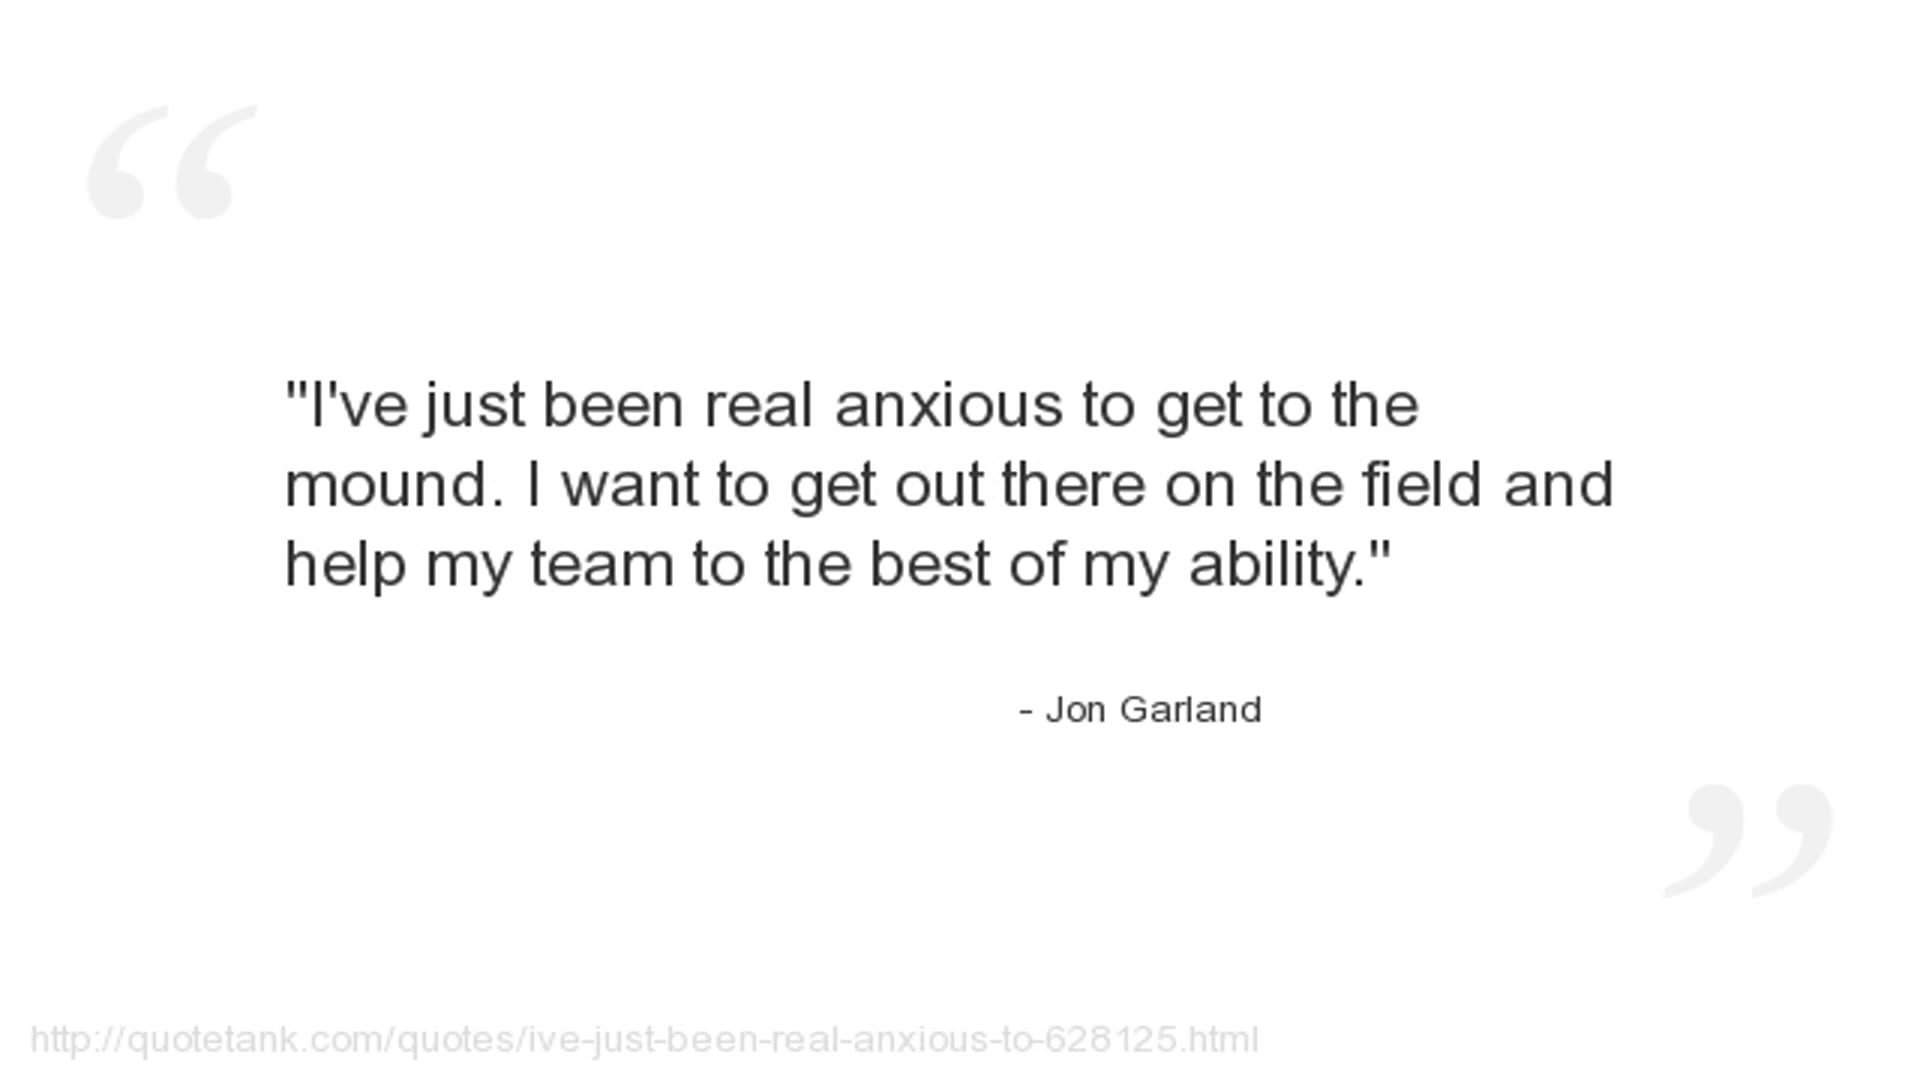 "I've just been real anxious to get to the
mound. I want to get out there on the field and
help my team to the best of my ability."
- Jon Garland
http://quotetank.com/quotes/ive-just-been-real-anxious-to-628125.html